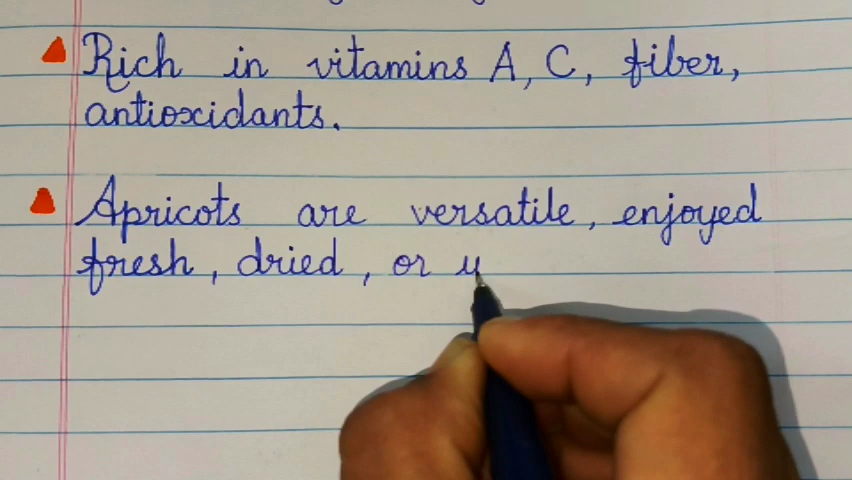 Rich in vitamins A, C, fiber,
antioxidants.
Apricots are versatile, enjoyed
fresh, dried, or u